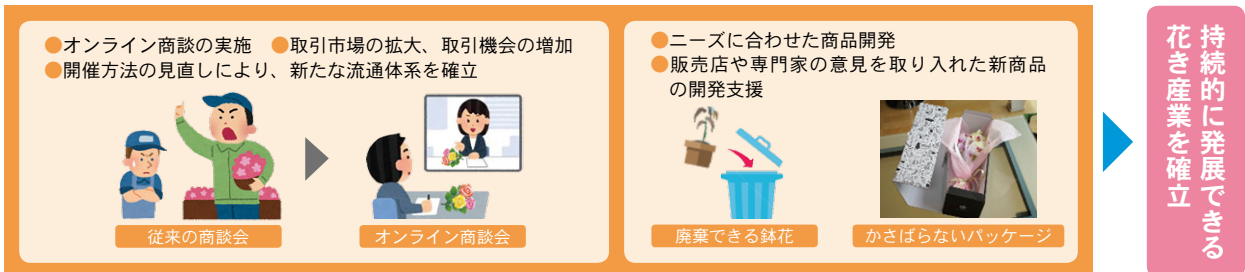 ●オンライン商談の実施　●取引市場の拡大、取引機会の増加
●開催方法の見直しにより、新たな流通体系を確立
従来の商談会
オンライン商談会
●ニーズに合わせた商品開発
●販売店や専門家の意見を取り入れた新商品
の開発支援
廃棄できる鉢花
かさばらないパッケージ
持続的に発展できる
花き産業を確立